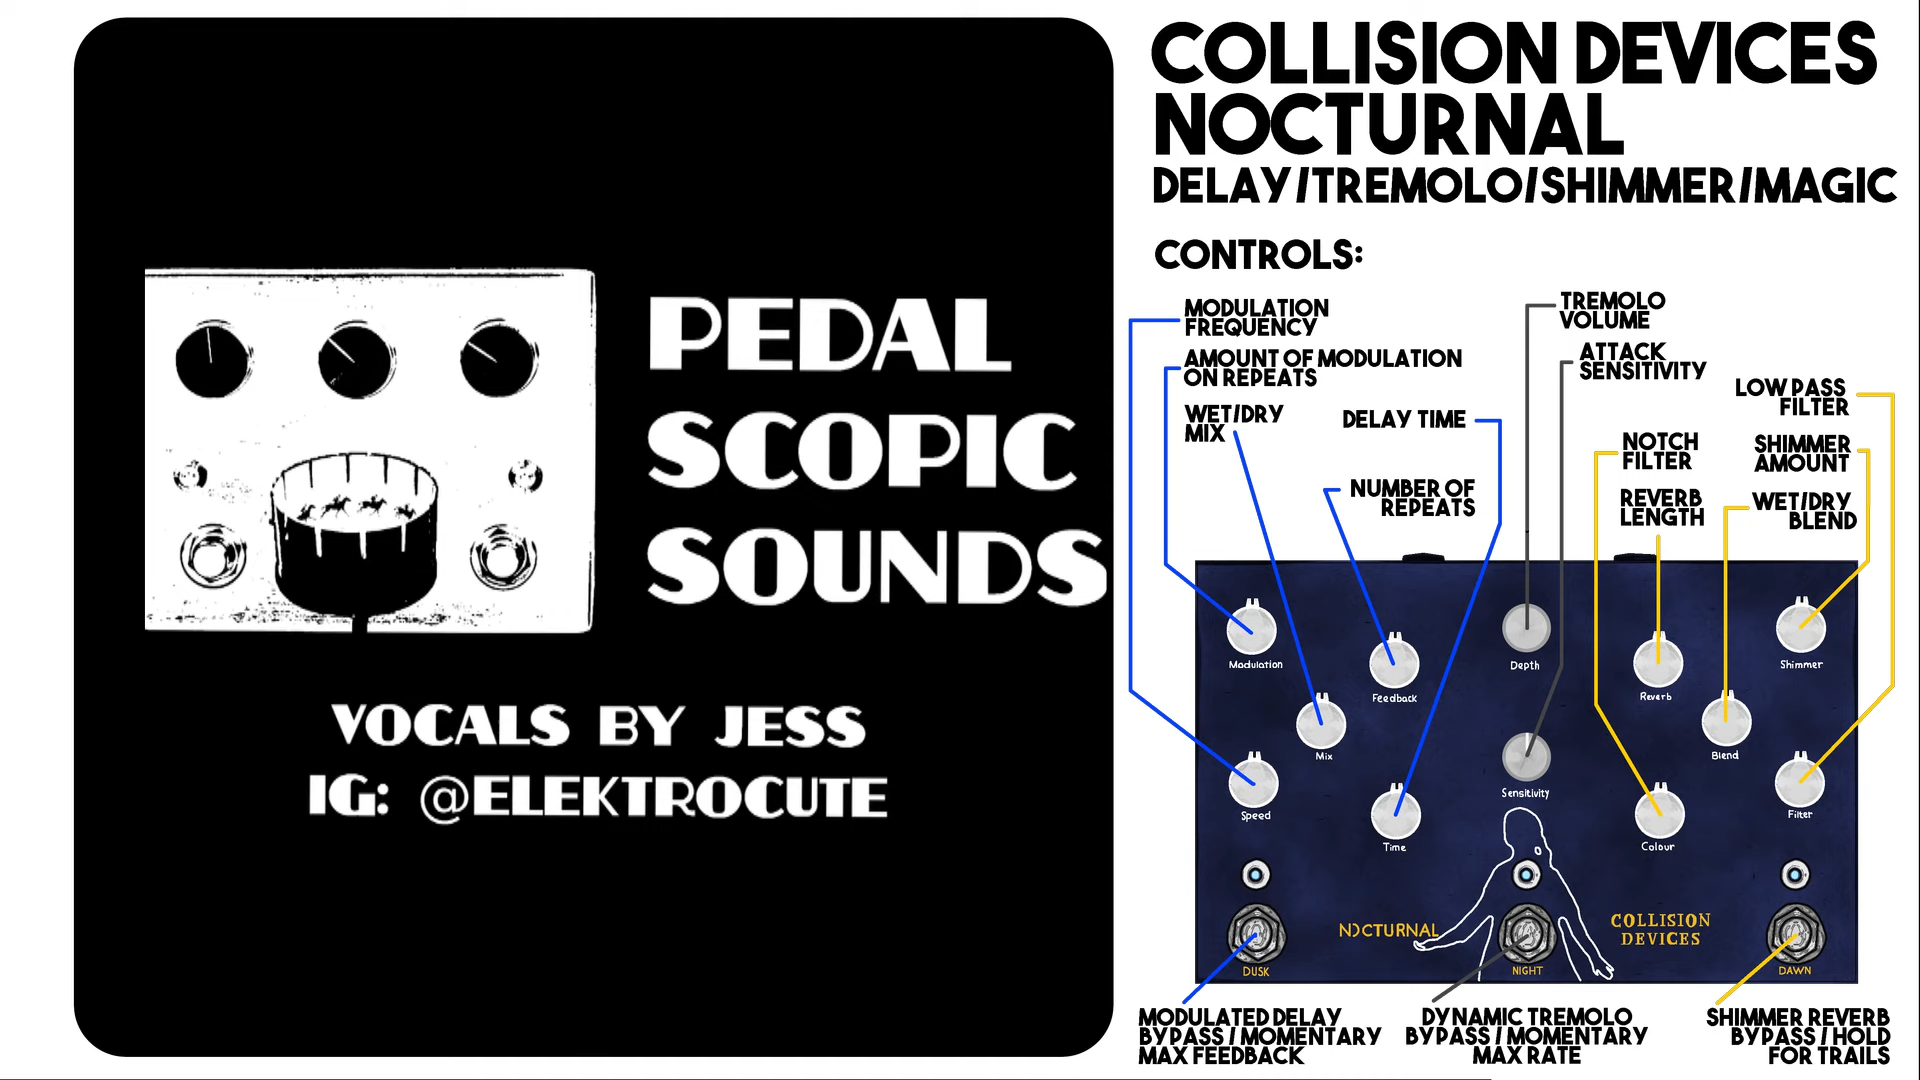 PEDAL
SCOPIC
SOUNDS
VOCALS BY JESS
IG: @ELEKTROCUTE
COLLISION DEVICES
NOCTURNAL
DELAY/TREMOLO/SHIMMER/MAGIC
CONTROLS:
MODULATION
FREQUENCY
AMOUNT OF MODULATION
ON REPEATS
WET/DRY
MIX
DELAY TIME
NUMBER OF
REPEATS
TREMOLO
VOLUME
ATTACK
SENSITIVITY
LOW PASS
FILTER
NOTCH
FILTER
SHIMMER
AMOUNT
REVERB
LENGTH
WET/DRY
BLEND
Modulation
Feedback
Depth
Reverb
Shimmer
Mix
Blend
Speed
Sensitivity
Filter
Time
Colour
NOCTURNAL
COLLISION
DEVICES
DUSK
NIGHT
DAWN
MODULATED DELAY
BYPASS / MOMENTARY
MAX FEEDBACK
DYNAMIC TREMOLO
BYPASS / MOMENTARY
MAX RATE
SHIMMER REVERB
BYPASS / HOLD
FOR TRAILS